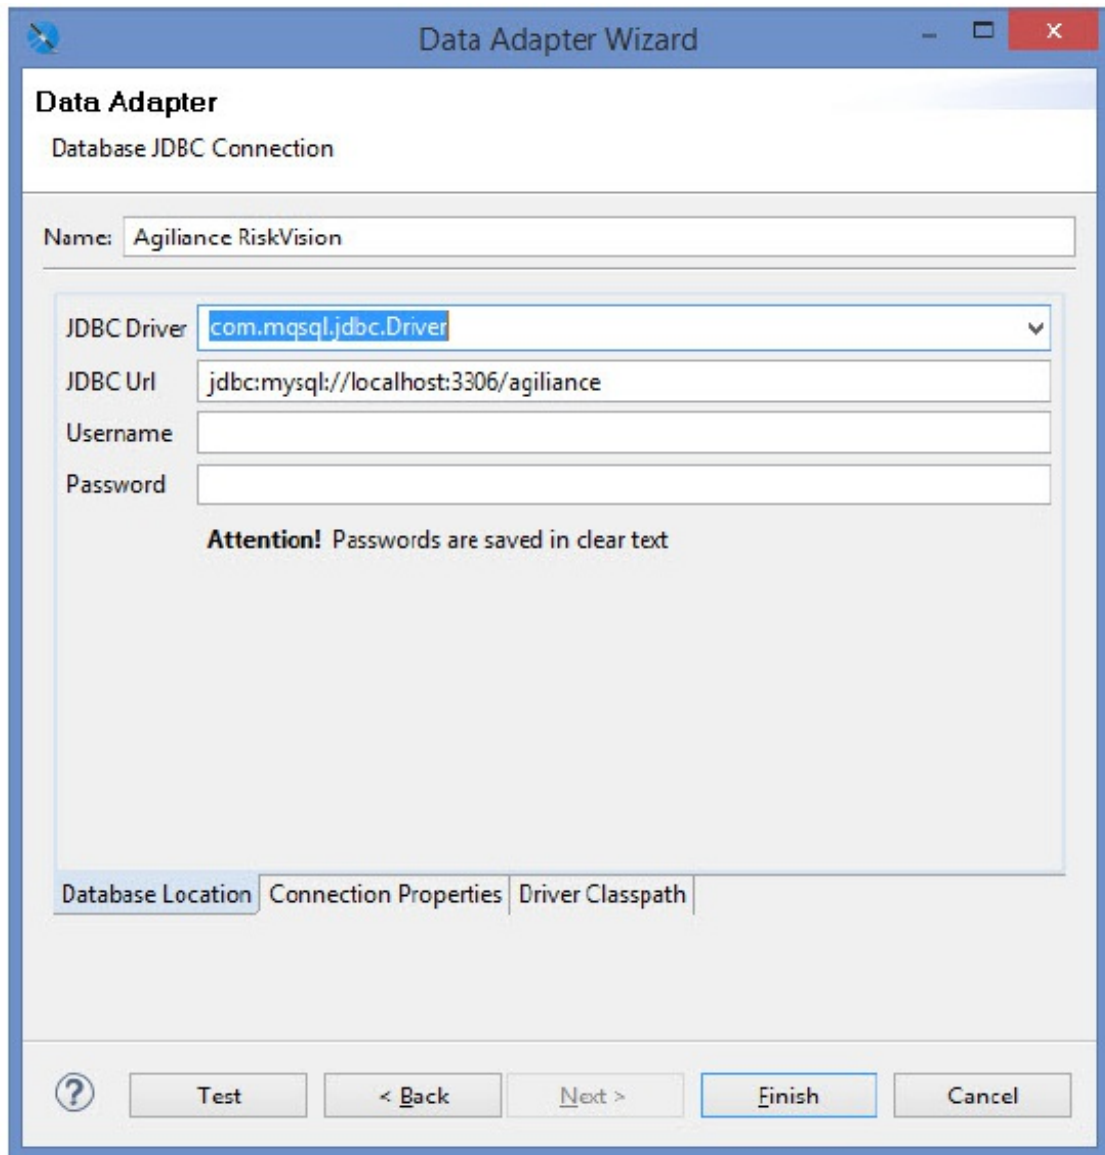 Data Adapter Wizard
Data Adapter
Database JDBC Connection
Name: Agiliance RiskVision
JDBC Driver com.mqsql.jdbc.Driver
JDBC Url jdbc:mysql://localhost:3306/agiliance
Username
Password
Attention! Passwords are saved in clear text
Database Location Connection Properties Driver Classpath
? Test < Back Next > Finish Cancel